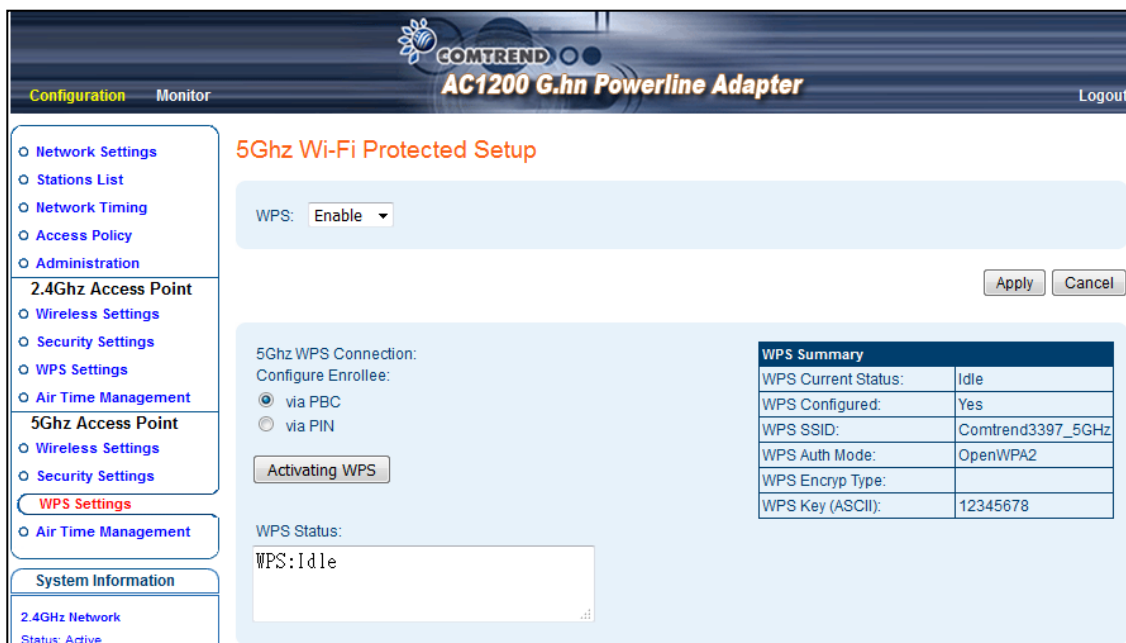 COMTREND
AC1200 G.hn Powerline Adapter
Configuration Monitor
Logout
Network Settings
Stations List
Network Timing
Access Policy
Administration
2.4Ghz Access Point
Wireless Settings
Security Settings
WPS Settings
Air Time Management
5Ghz Access Point
Wireless Settings
Security Settings
WPS Settings
Air Time Management
System Information
2.4GHz Network
Status: Active
5Ghz Wi-Fi Protected Setup
WPS: Enable
Apply Cancel
5Ghz WPS Connection:
Configure Enrollee:
via PBC
via PIN
Activating WPS
WPS Status:
WPS:Idle
WPS Summary
WPS Current Status: Idle
WPS Configured: Yes
WPS SSID: Comtrend3397_5GHz
WPS Auth Mode: OpenWPA2
WPS Encryp Type:
WPS Key (ASCII): 12345678